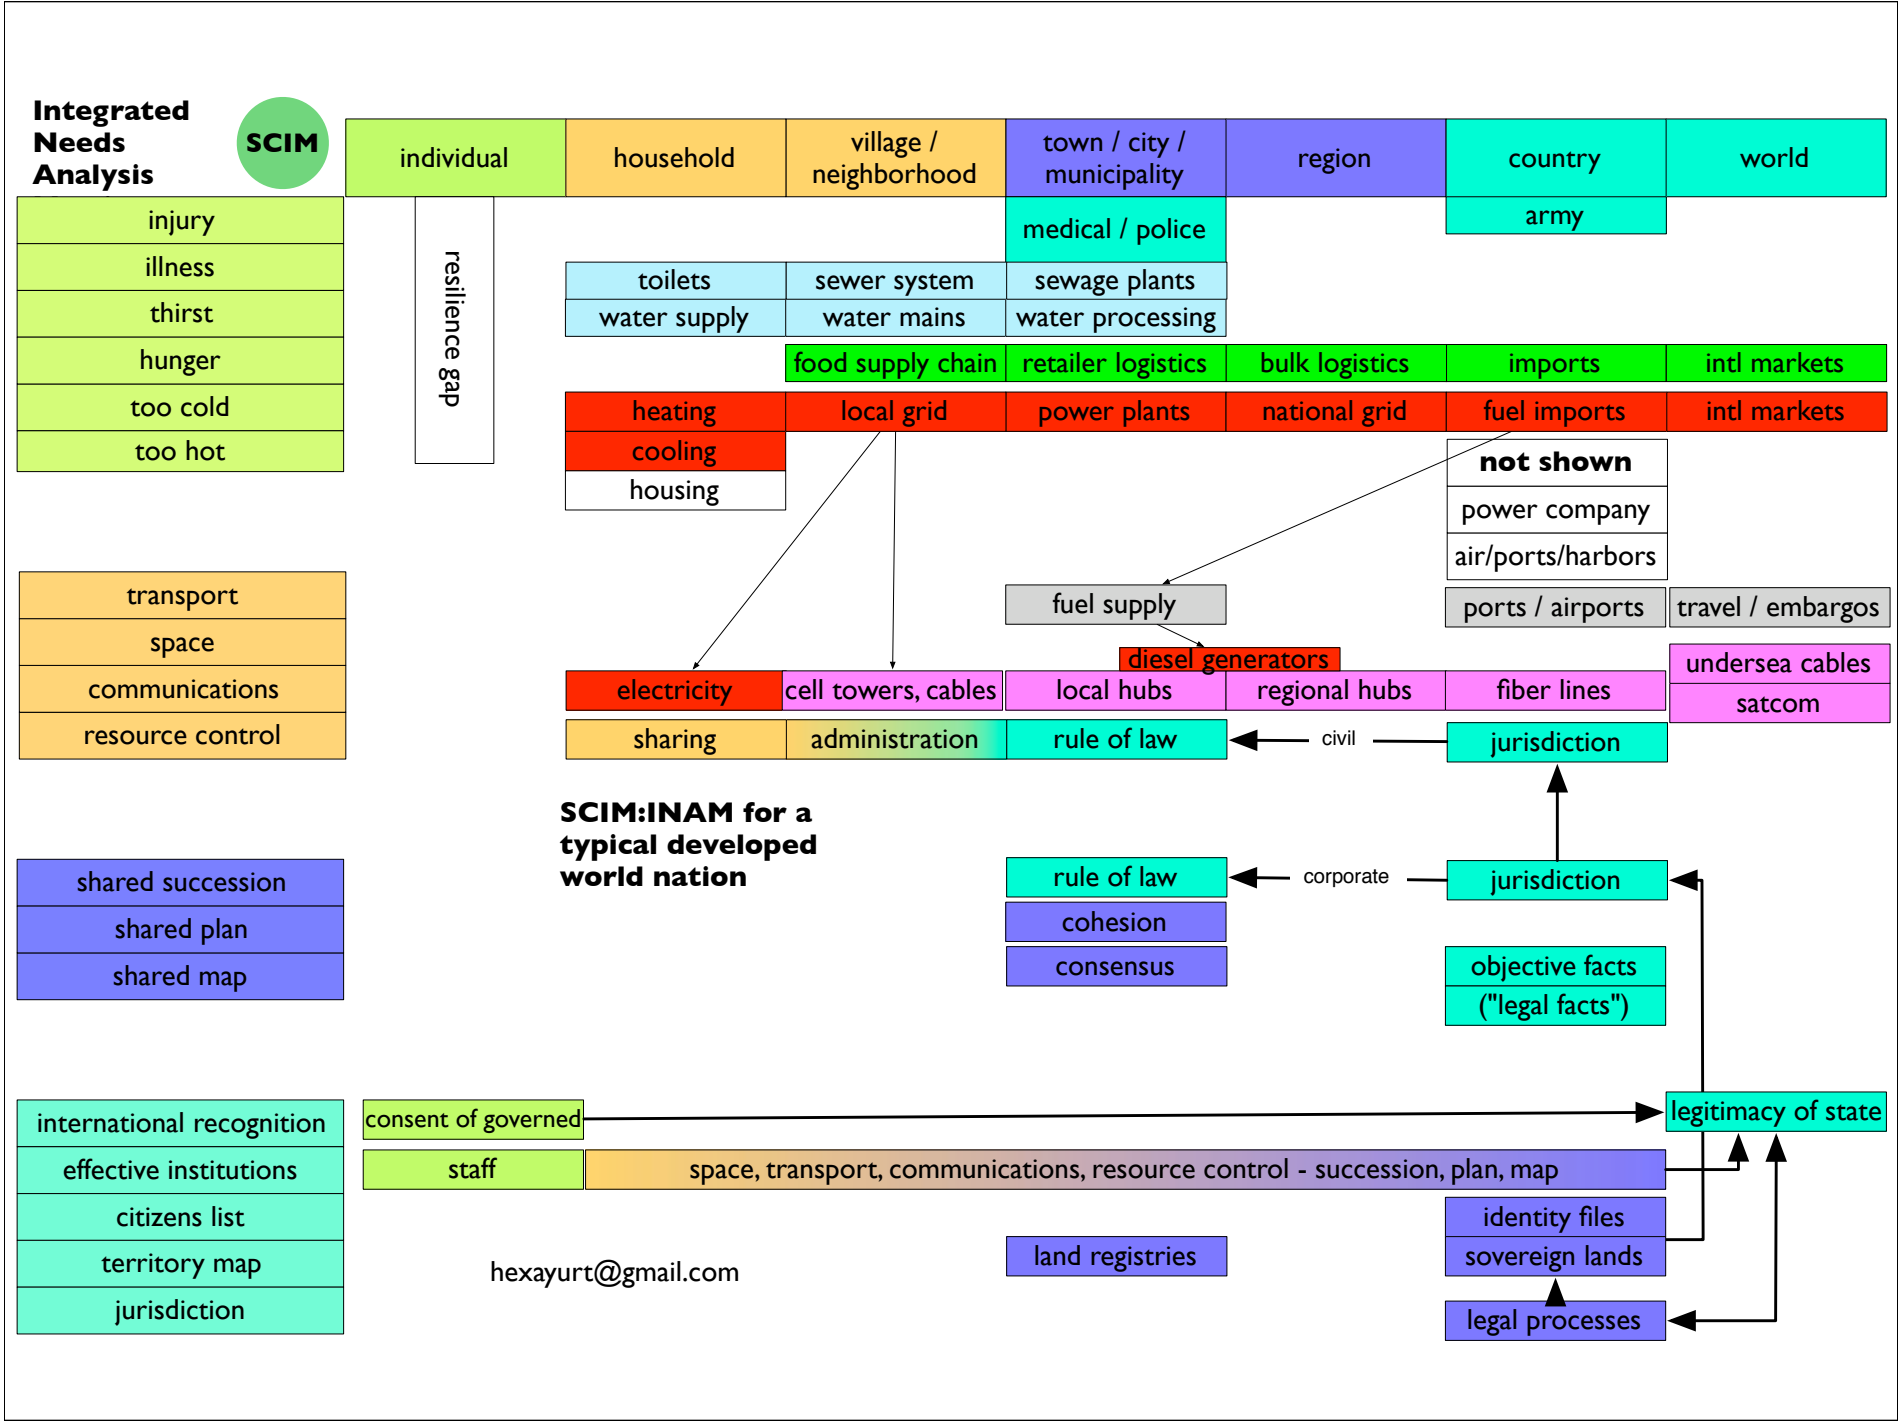 Integrated
Needs
Analysis
SCIM
individual
household
village /
neighborhood
town / city /
municipality
region
country
world
injury
illness
thirst
hunger
too cold
too hot
resilience gap
medical / police
army
toilets
sewer system
sewage plants
water supply
water mains
water processing
food supply chain
retailer logistics
bulk logistics
imports
intl markets
heating
local grid
power plants
national grid
fuel imports
intl markets
cooling
housing
not shown
power company
air/ports/harbors
transport
space
communications
resource control
fuel supply
ports / airports
travel / embargos
diesel generators
undersea cables
electricity
cell towers, cables
local hubs
regional hubs
fiber lines
satcom
sharing
administration
rule of law
civil
jurisdiction
SCIM:INAM for a
typical developed
world nation
shared succession
shared plan
shared map
rule of law
corporate
jurisdiction
cohesion
consensus
objective facts
("legal facts")
international recognition
effective institutions
citizens list
territory map
jurisdiction
consent of governed
legitimacy of state
staff
space, transport, communications, resource control - succession, plan, map
identity files
land registries
sovereign lands
hexayurt@gmail.com
legal processes